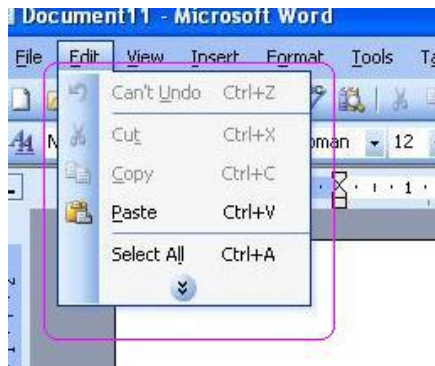 Document11 - Microsoft Word
File Edit View Insert Format Tools
Can't Undo Ctrl+Z
Cut Ctrl+X
12
Copy Ctrl+C
1
Paste Ctrl+V
Select All Ctrl+A